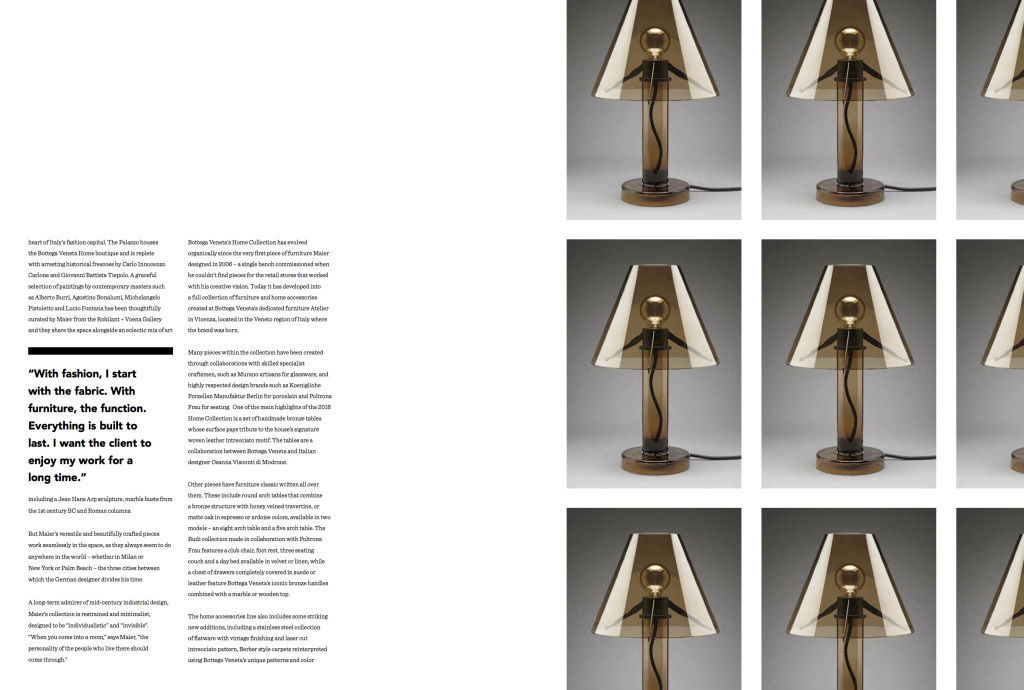 heart of Italy's fashion capital. The Palazzo houses
the Bottega Veneta Home boutique and is replete
with arresting historical frescoes by Carlo Innocenzo
Carlone and Giovanni Battista Tiepolo. A graceful
selection of paintings by contemporary masters such
as Alberto Burri, Agostino Bonalumi, Michelangelo
Pistoletto and Lucio Fontana has been thoughtfully
curated by Maier from the Robilant + Voena Gallery
and they share the space alongside an eclectic mix of art
“With fashion, I start
with the fabric. With
furniture, the function.
Everything is built to
last. I want the client to
enjoy my work for a
long time.”
including a Jean Hans Arp sculpture, marble busts from
the 1st century BC and Roman columns.
But Maier's versatile and beautifully crafted pieces
work seamlessly in the space, as they always seem to do
anywhere in the world – whether in Milan or
New York or Palm Beach – the three cities between
which the German designer divides his time.
A long-term admirer of mid-century industrial design,
Maier's collection is restrained and minimalist,
designed to be “individualistic” and “invisible”.
“When you come into a room,” says Maier, “the
personality of the people who live there should
come through.”
Bottega Veneta's Home Collection has evolved
organically since the very first piece of furniture Maier
designed in 2006 – a single bench commissioned when
he couldn't find pieces for the retail stores that worked
with his creative vision. Today it has developed into
a full collection of furniture and home accessories
created at Bottega Veneta's dedicated furniture Atelier
in Vicenza, located in the Veneto region of Italy where
the brand was born.
Many pieces within the collection have been created
through collaborations with skilled specialist
craftsmen, such as Murano artisans for glassware, and
highly respected design brands such as Koenigliche
Porzellan Manufaktur Berlin for porcelain and Poltrona
Frau for seating. One of the main highlights of the 2016
Home Collection is a set of handmade bronze tables
whose surface pays tribute to the house's signature
woven leather intrecciato motif. The tables are a
collaboration between Bottega Veneta and Italian
designer Osanna Visconti di Modrone.
Other pieces have furniture classic written all over
them. These include round arch tables that combine
a bronze structure with honey veined travertine, or
matte oak in espresso or ardoise colors, available in two
models – an eight arch table and a five arch table. The
Rudi collection made in collaboration with Poltrona
Frau features a club chair, foot rest, three seating
couch and a day bed available in velvet or linen, while
a chest of drawers completely covered in suede or
leather feature Bottega Veneta's iconic bronze handles
combined with a marble or wooden top.
The home accessories line also includes some striking
new additions, including a stainless steel collection
of flatware with vintage finishing and laser cut
intrecciato pattern, Berber style carpets reinterpreted
using Bottega Veneta's unique patterns and color